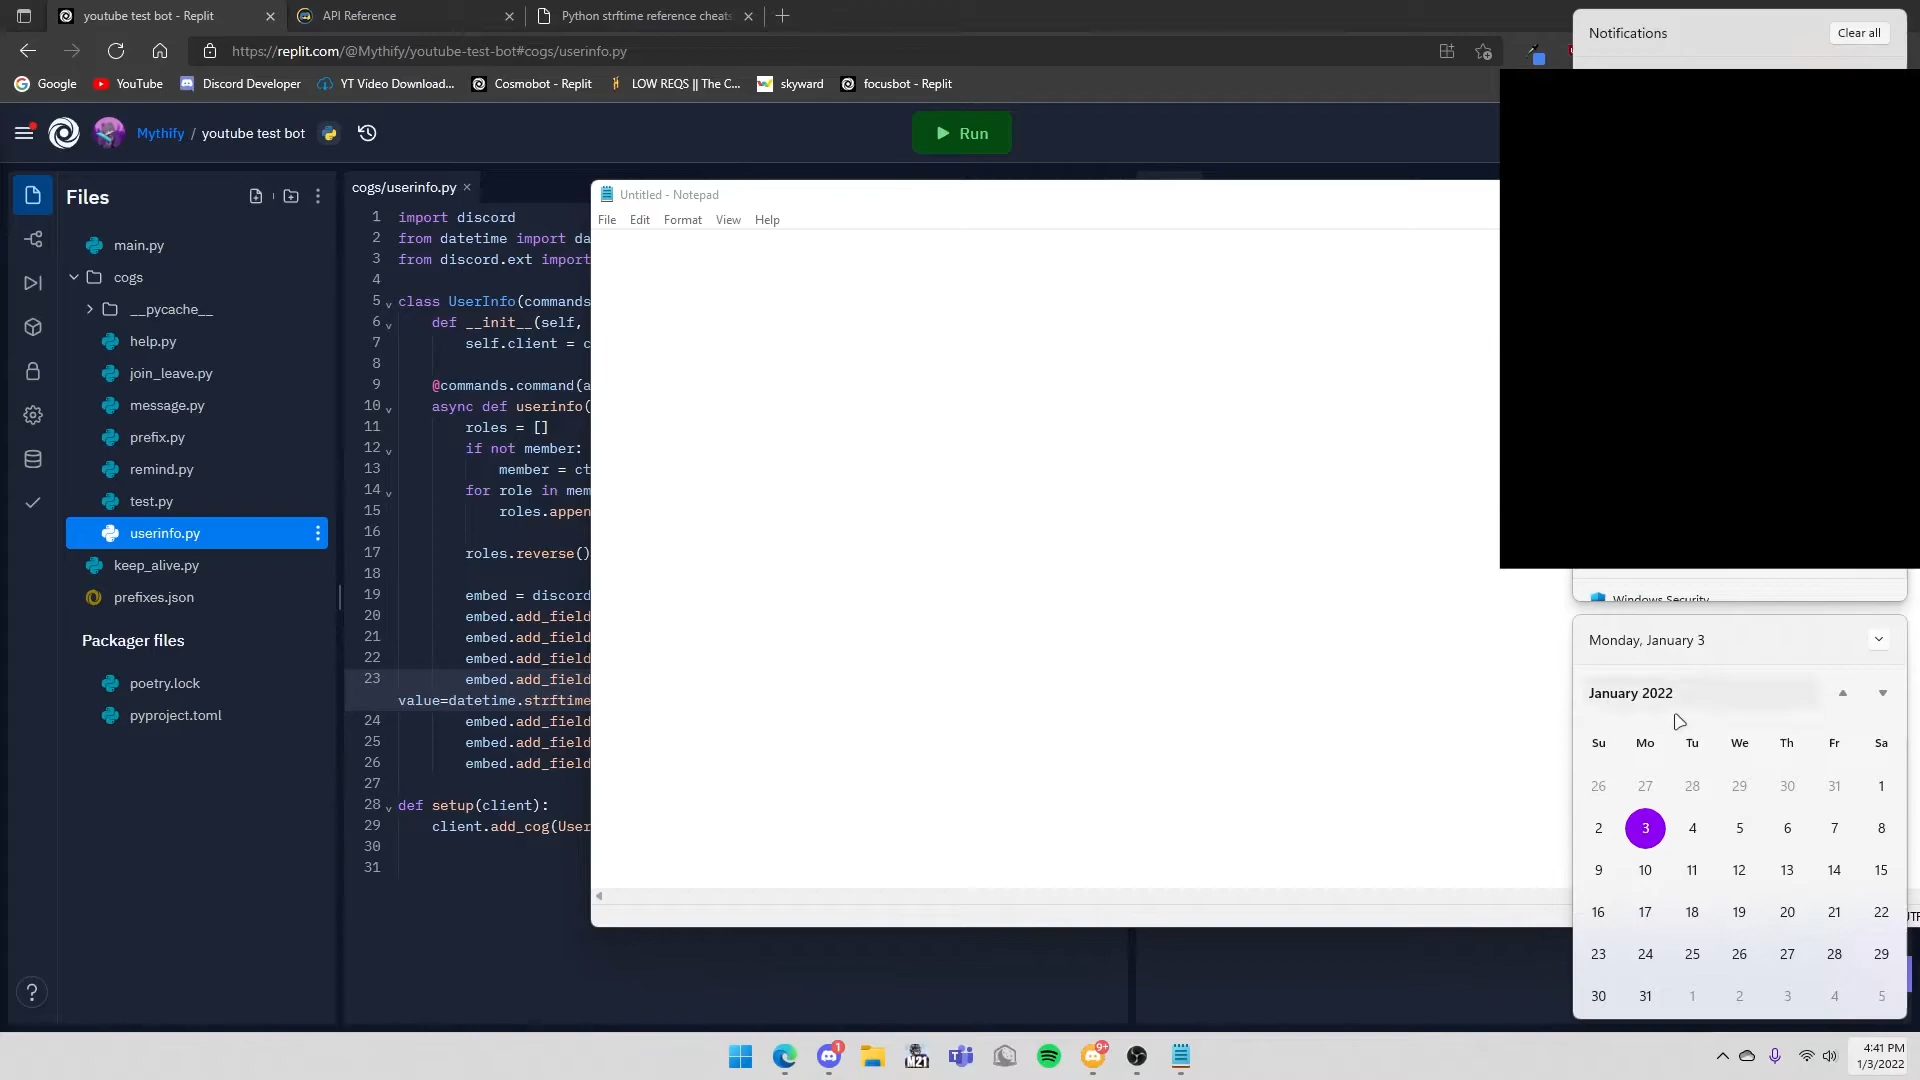 youtube test bot - Replit
API Reference
Python strftime reference cheats
https://replit.com/@Mythify/youtube-test-bot#cogs/userinfo.py
Google
YouTube
Discord Developer
YT Video Download...
Cosmobot - Replit
LOW REQS || The C...
skyward
focusbot - Replit
Mythify / youtube test bot
Run
Files
main.py
cogs
__pycache__
help.py
join_leave.py
message.py
prefix.py
remind.py
test.py
userinfo.py
keep_alive.py
prefixes.json
Packager files
poetry.lock
pyproject.toml
cogs/userinfo.py
1 import discord
2 from datetime import da
3 from discord.ext import
4
5 class UserInfo(commands
6 def __init__(self,
7 self.client = c
8
9 @commands.command(a
10 async def userinfo(
11 roles = []
12 if not member:
13 member = ct
14 for role in mem
15 roles.appen
16
17 roles.reverse()
18
19 embed = discord
20 embed.add_field
21 embed.add_field
22 embed.add_field
23 embed.add_field
value=datetime.strftime
24 embed.add_field
25 embed.add_field
26 embed.add_field
27
28 def setup(client):
29 client.add_cog(User
30
31
Untitled - Notepad
File Edit Format View Help
Notifications
Clear all
Windows Security
Monday, January 3
January 2022
Su Mo Tu We Th Fr Sa
26 27 28 29 30 31 1
2 3 4 5 6 7 8
9 10 11 12 13 14 15
16 17 18 19 20 21 22
23 24 25 26 27 28 29
30 31 1 2 3 4 5
1
M21
9+
4:41 PM
1/3/2022